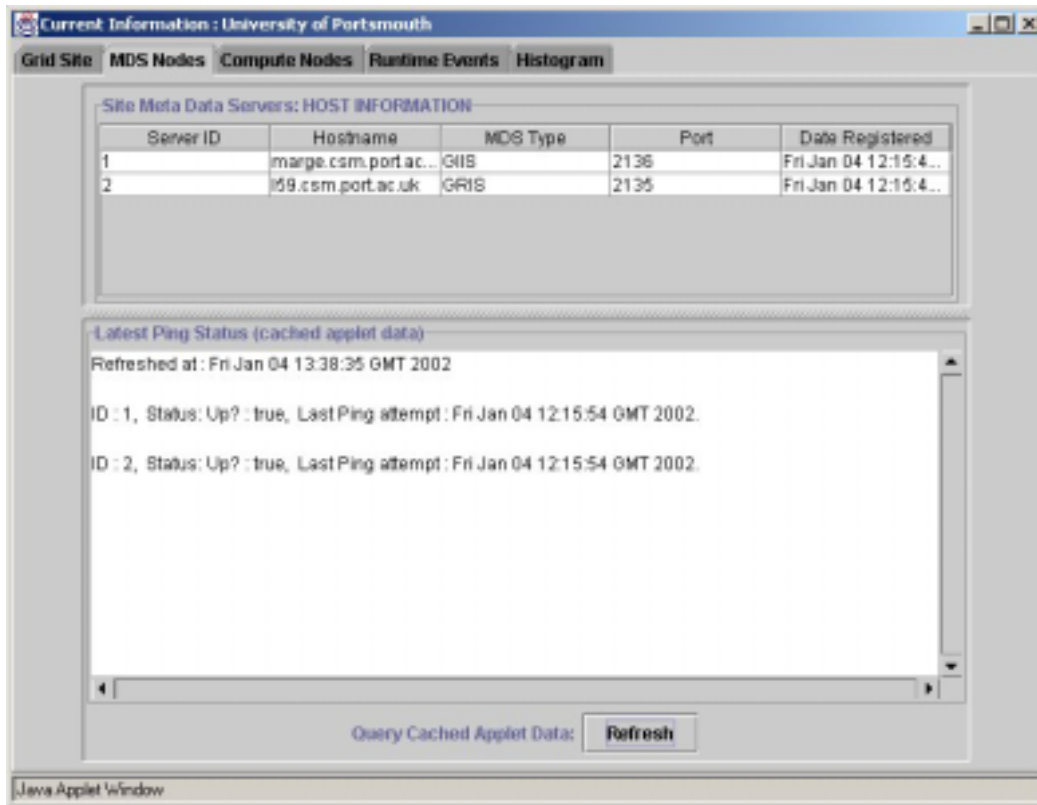 Current Information : University of Portsmouth
Grid Site MDS Nodes Compute Nodes Runtime Events Histogram
Site Meta Data Servers: HOST INFORMATION
Server ID Hostname MDS Type Port Date Registered
1 marge.csm.port.ac... GIIS 2136 Fri Jan 04 12:15:4...
2 l59.csm.port.ac.uk GRIS 2135 Fri Jan 04 12:15:4...
Latest Ping Status (cached applet data)
Refreshed at : Fri Jan 04 13:38:35 GMT 2002
ID : 1, Status: Up? : true, Last Ping attempt : Fri Jan 04 12:15:54 GMT 2002.
ID : 2, Status: Up? : true, Last Ping attempt : Fri Jan 04 12:15:54 GMT 2002.
Query Cached Applet Data: Refresh
Java Applet Window